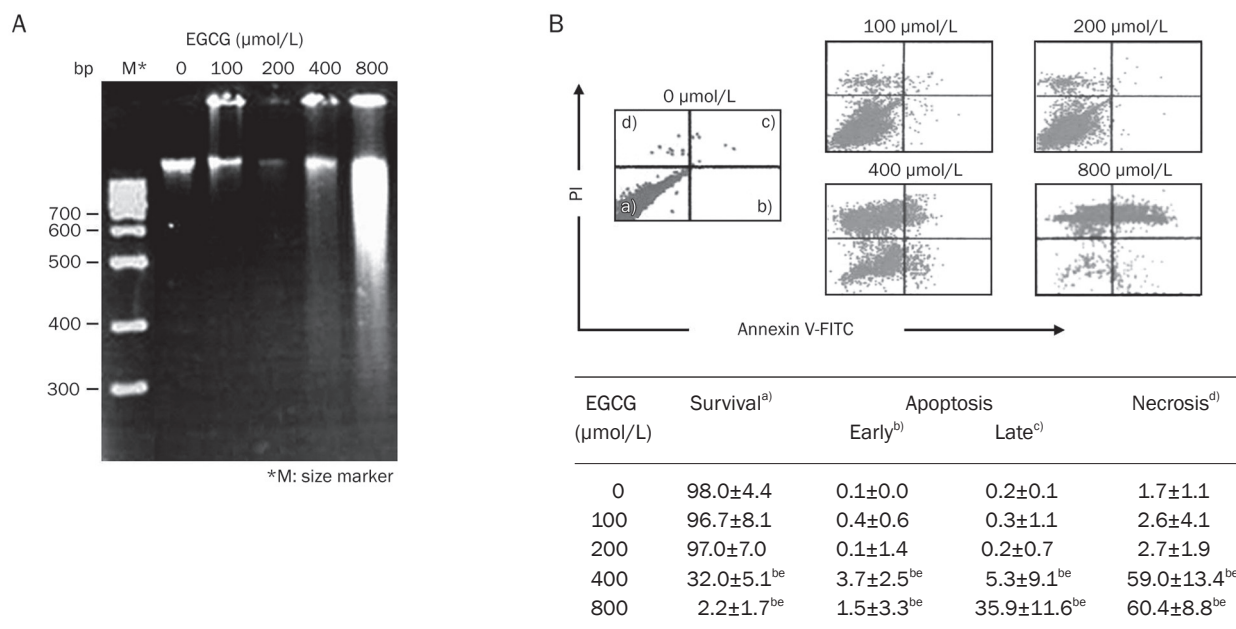 A
EGCG (µmol/L)
bp M* 0 100 200 400 800
700
600
500
400
300
*M: size marker
B
0 µmol/L
d) c)
a) b)
100 µmol/L
200 µmol/L
400 µmol/L
800 µmol/L
PI
Annexin V-FITC
EGCG Survival a) Apoptosis Necrosis d)
(µmol/L) Early b) Late c)
0 98.0±4.4 0.1±0.0 0.2±0.1 1.7±1.1
100 96.7±8.1 0.4±0.6 0.3±1.1 2.6±4.1
200 97.0±7.0 0.1±1.4 0.2±0.7 2.7±1.9
400 32.0±5.1 be 3.7±2.5 be 5.3±9.1 be 59.0±13.4 be
800 2.2±1.7 be 1.5±3.3 be 35.9±11.6 be 60.4±8.8 be